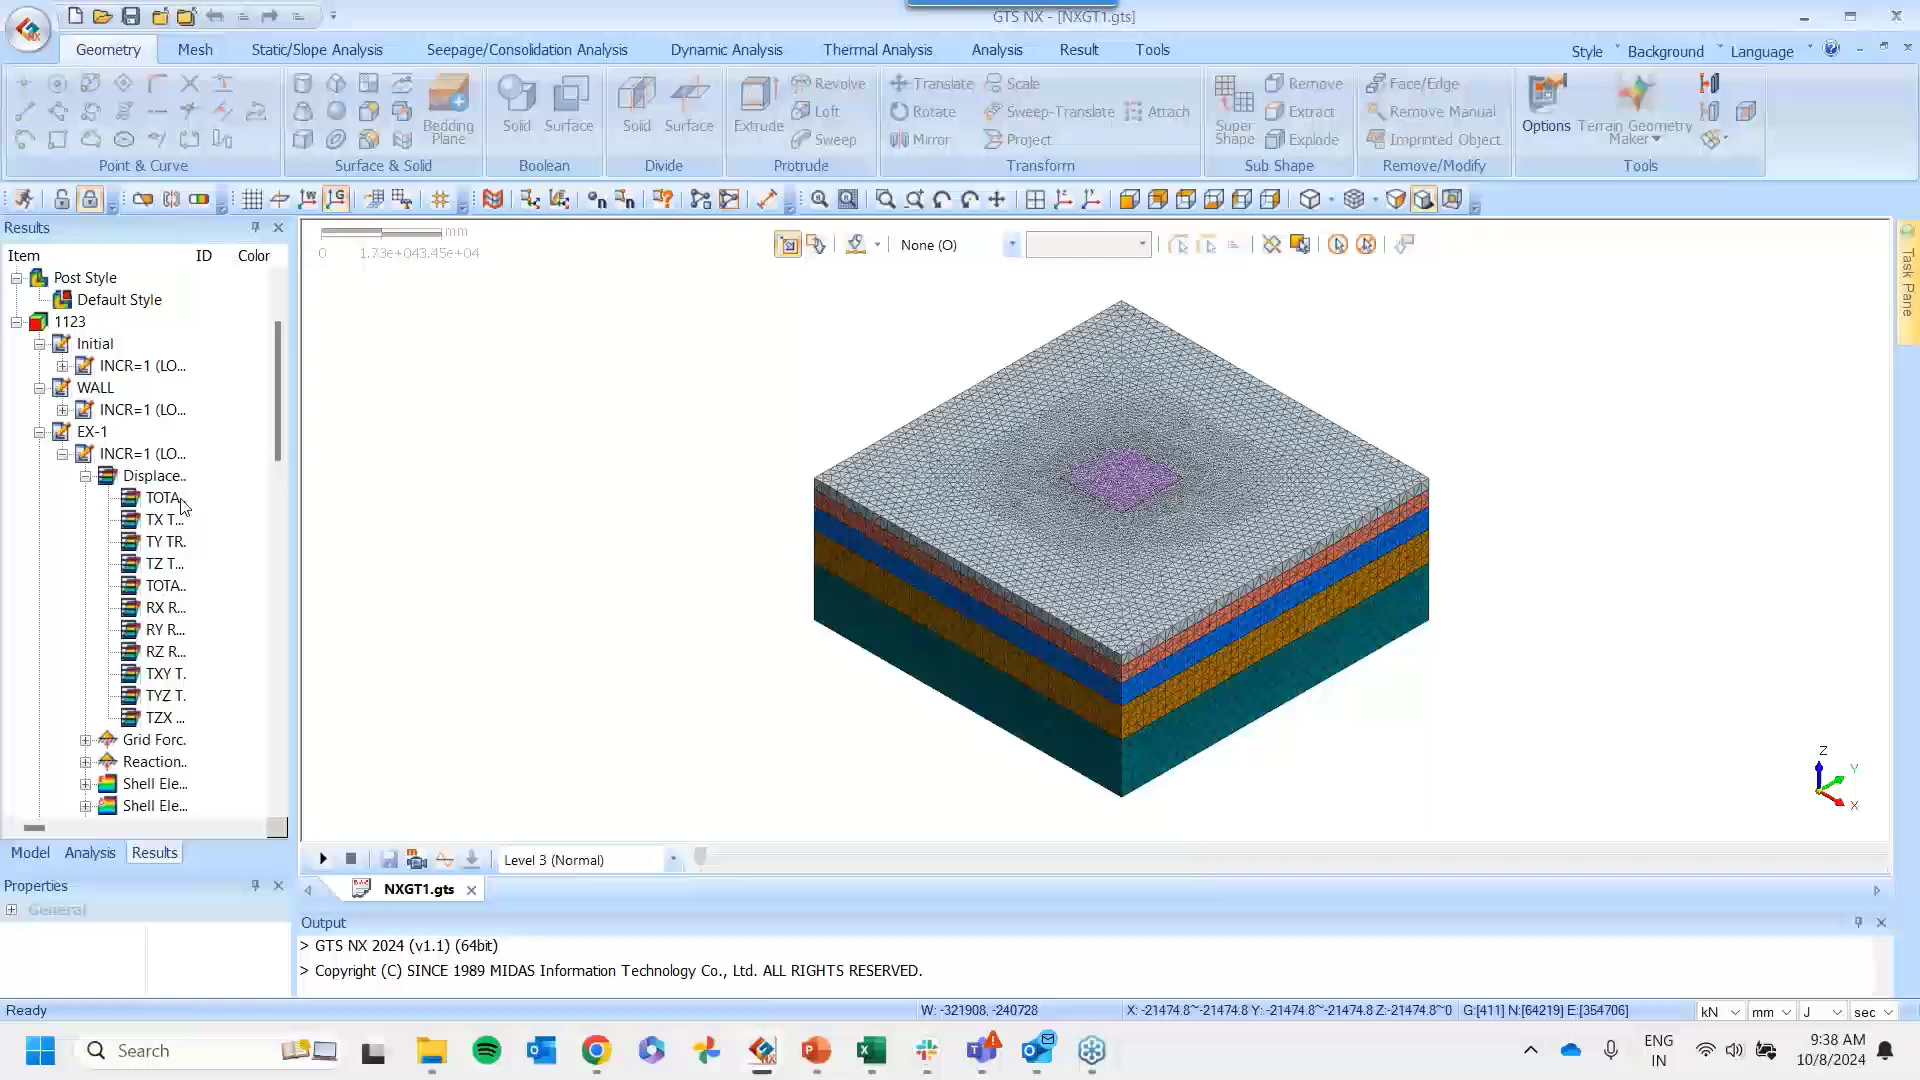 GTS NX - [NXGT1.gts]
Geometry Mesh Static/Slope Analysis Seepage/Consolidation Analysis Dynamic Analysis Thermal Analysis Analysis Result Tools
Style Background Language
Bedding Plane
Solid Surface
Solid Surface
Extrude
Revolve
Loft
Sweep
Translate Scale
Rotate Sweep-Translate Attach
Mirror Project
Super Shape
Remove
Extract
Explode
Face/Edge
Remove Manual
Imprinted Object
Options
Terrain Geometry Maker
Point & Curve Surface & Solid Boolean Divide Protrude Transform Sub Shape Remove/Modify Tools
Results
Item ID Color
Post Style
Default Style
1123
Initial
INCR=1 (LO...
WALL
INCR=1 (LO...
EX-1
INCR=1 (LO...
Displace..
TOTA.
TX T...
TY TR.
TZ T...
TOTA..
RX R...
RY R...
RZ R...
TXY T.
TYZ T.
TZX ...
Grid Forc.
Reaction..
Shell Ele...
Shell Ele...
Model Analysis Results
Properties
General
mm
0 1.73e+043.45e+04
None (O)
Task Pane
Z
Y
X
Level 3 (Normal)
NXGT1.gts
Output
> GTS NX 2024 (v1.1) (64bit)
> Copyright (C) SINCE 1989 MIDAS Information Technology Co., Ltd. ALL RIGHTS RESERVED.
Ready
W: -321908, -240728
X: -21474.8~-21474.8 Y: -21474.8~-21474.8 Z:-21474.8~0
G:[411] N:[64219] E:[354706]
kN mm J sec
Search
ENG
IN
9:38 AM
10/8/2024